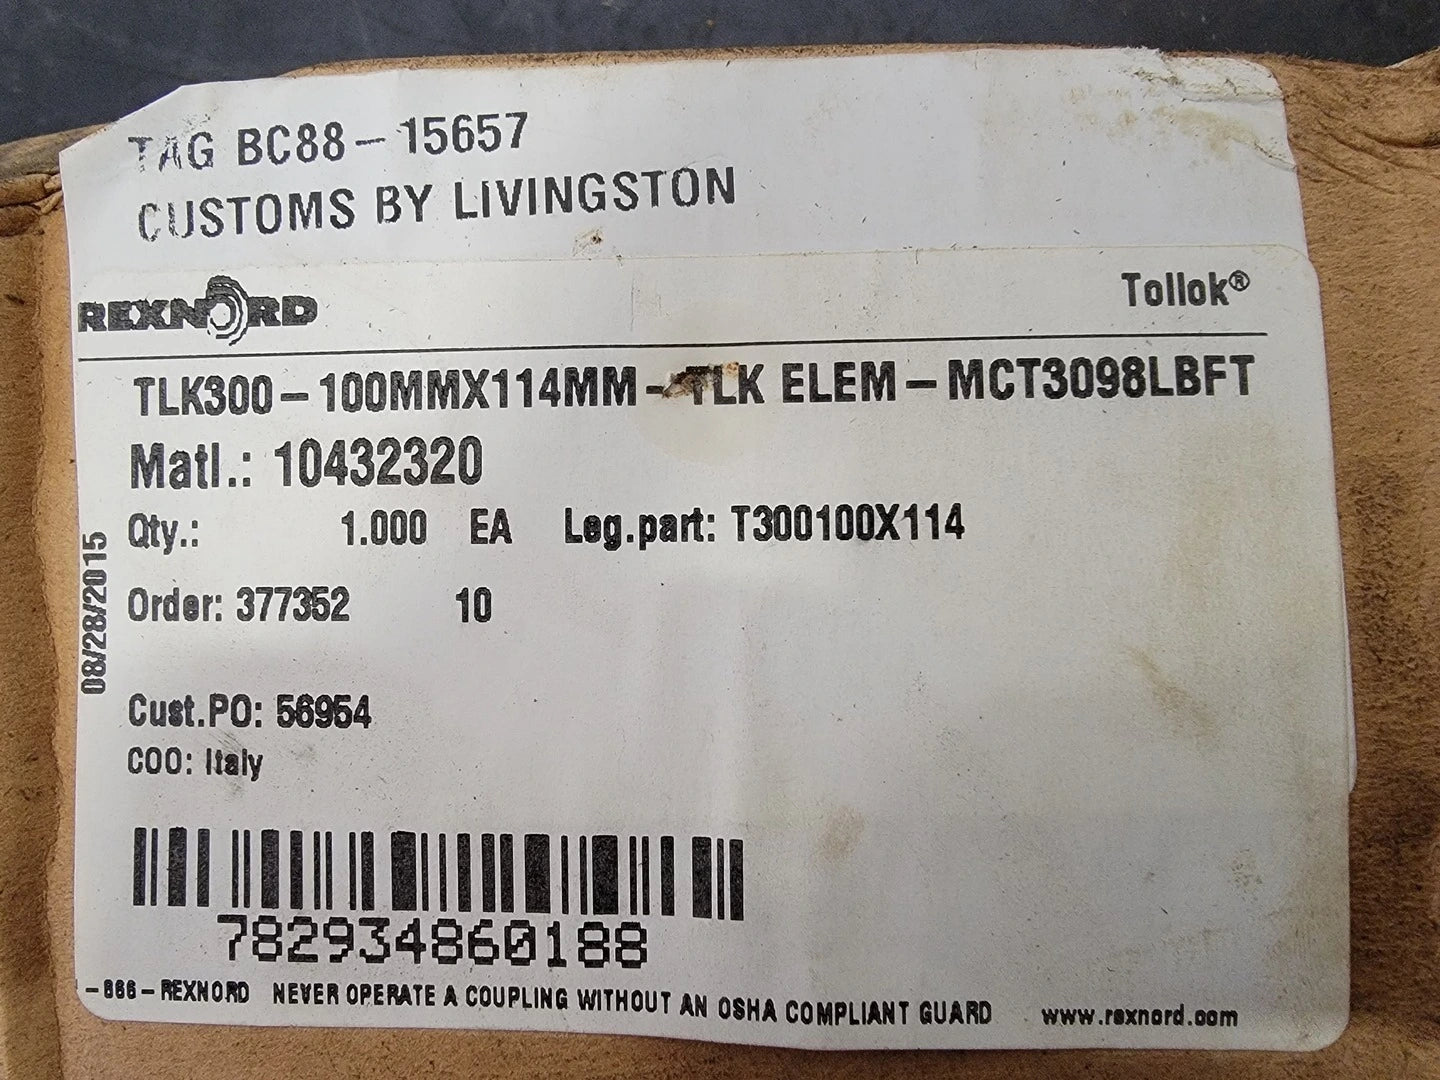 TAG BC88-15657
CUSTOMS BY LIVINGSTON
REXNORD Tollok®
TLK300-100MMX114MM-TLK ELEM-MCT3098LBFT
Matl.: 10432320
Qty.: 1.000 EA Leg.part: T300100X114
Order: 377352 10
08/28/2015
Cust.PO: 56954
COO: Italy
782934860188
-866-REXNORD NEVER OPERATE A COUPLING WITHOUT AN OSHA COMPLIANT GUARD www.rexnord.com